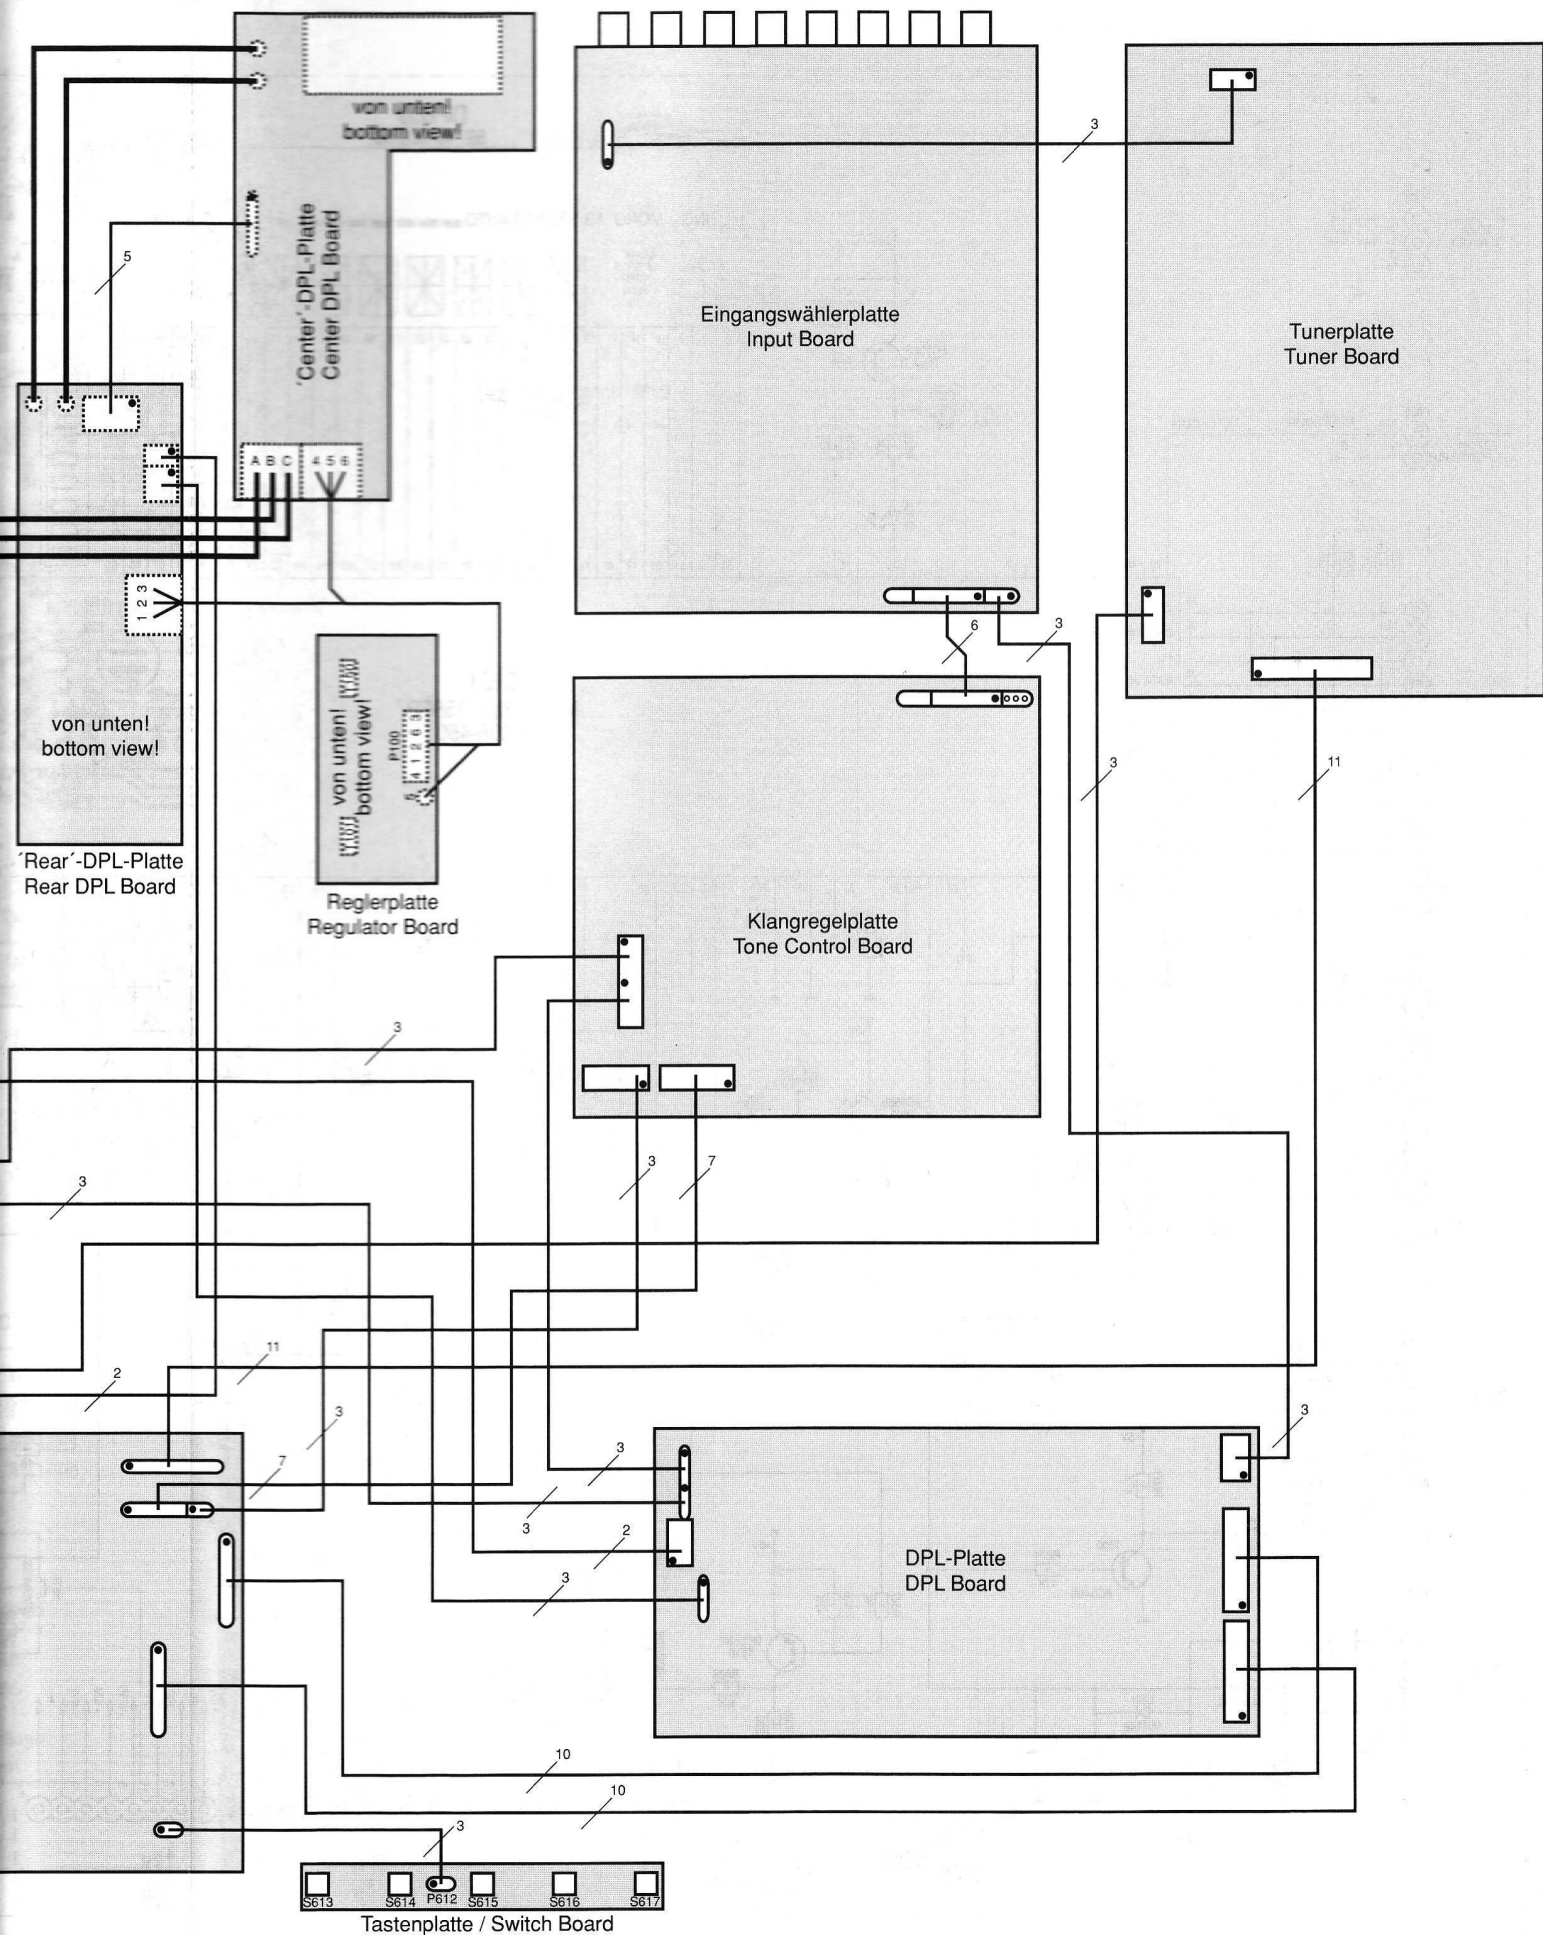 von unten!
bottom view!
3
5
´Center´-DPL-Platte
Center DPL Board
Eingangswählerplatte
Input Board
Tunerplatte
Tuner Board
A B C
4 5 6
1 2 3
6
3
von unten!
bottom view!
von unten!
bottom view!
P100
4 1 2 6 3
5
3
11
´Rear´-DPL-Platte
Rear DPL Board
Reglerplatte
Regulator Board
Klangregelplatte
Tone Control Board
3
3
7
3
11
2
3
3
7
3
3
2
3
DPL-Platte
DPL Board
10
10
3
S613
S614
P612
S615
S616
S617
Tastenplatte / Switch Board